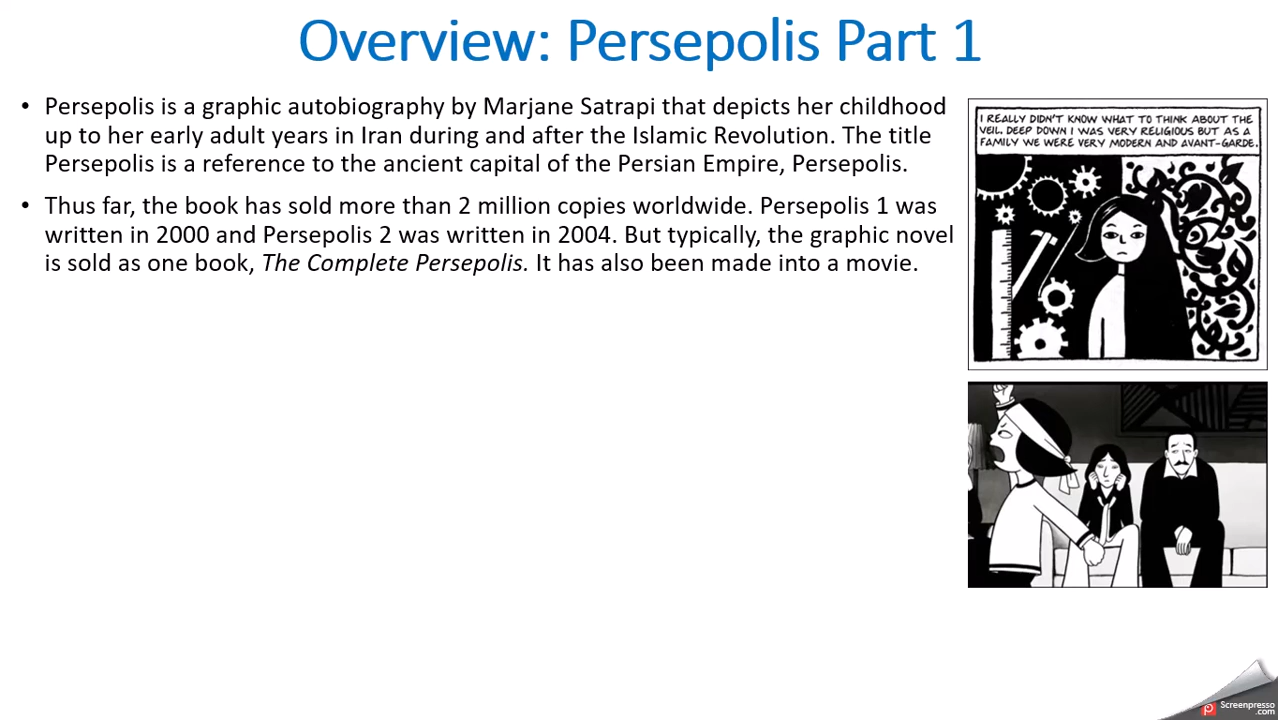 Overview: Persepolis Part 1
• Persepolis is a graphic autobiography by Marjane Satrapi that depicts her childhood
up to her early adult years in Iran during and after the Islamic Revolution. The title
Persepolis is a reference to the ancient capital of the Persian Empire, Persepolis.
• Thus far, the book has sold more than 2 million copies worldwide. Persepolis 1 was
written in 2000 and Persepolis 2 was written in 2004. But typically, the graphic novel
is sold as one book, The Complete Persepolis. It has also been made into a movie.
I REALLY DIDN'T KNOW WHAT TO THINK ABOUT THE
VEIL. DEEP DOWN I WAS VERY RELIGIOUS BUT AS A
FAMILY WE WERE VERY MODERN AND AVANT-GARDE.
Screenpresso
.com